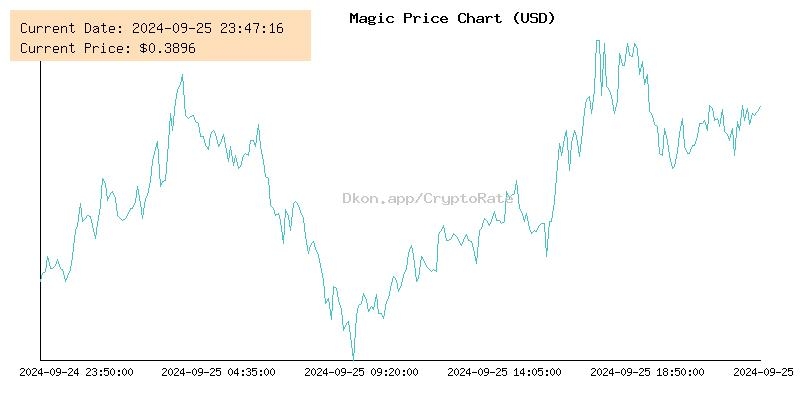 Magic Price Chart (USD)
Current Date: 2024-09-25 23:47:16
Current Price: $0.3896
Dkon.app/CryptoRate
2024-09-24 23:50:00 2024-09-25 04:35:00 2024-09-25 09:20:00 2024-09-25 14:05:00 2024-09-25 18:50:00 2024-09-25